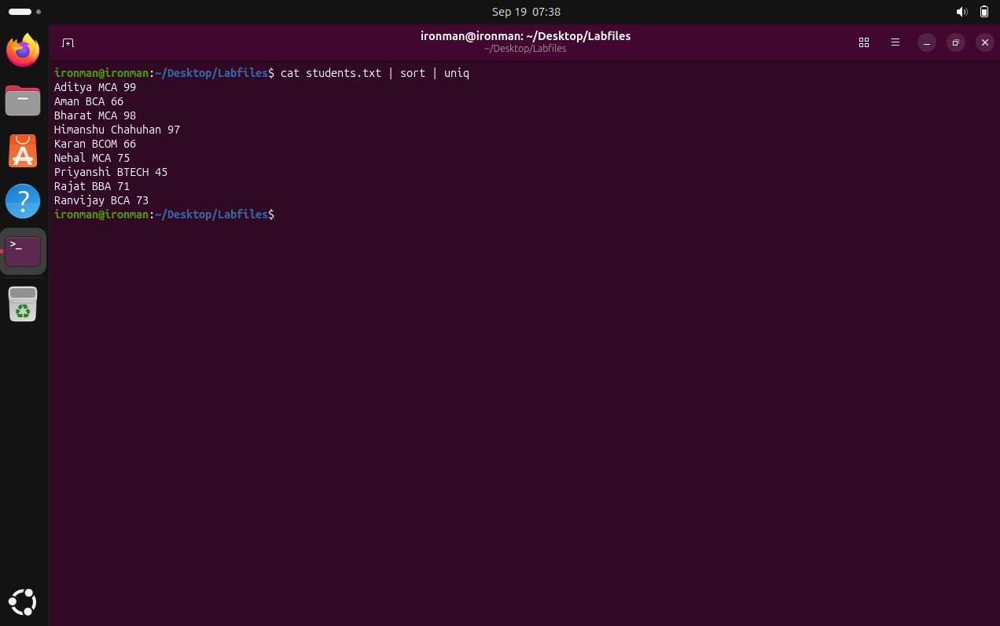 Sep 19 07:38
ironman@ironman: ~/Desktop/Labfiles
~/Desktop/Labfiles
ironman@ironman:~/Desktop/Labfiles$ cat students.txt | sort | uniq
Aditya MCA 99
Aman BCA 66
Bharat MCA 98
Himanshu Chahuhan 97
Karan BCOM 66
Nehal MCA 75
Priyanshi BTECH 45
Rajat BBA 71
Ranvijay BCA 73
ironman@ironman:~/Desktop/Labfiles$